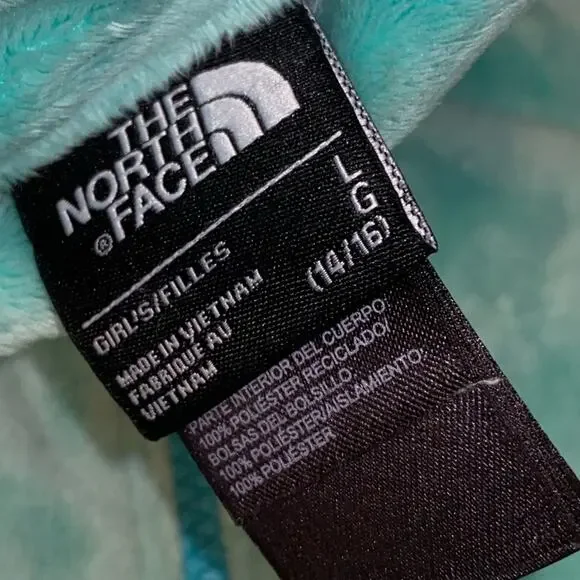 THE
NORTH
FACE
®
L
G
(14/16)
GIRL'S/FILLES
MADE IN VIETNAM
FABRIQUE AU
VIETNAM
PARTE INTERIOR DEL CUERPO
100% POLIESTER RECICLADO/
BOLSAS DEL BOLSILLO.
100% POLIESTER/AISLAMIENTO:
100% POLIESTER